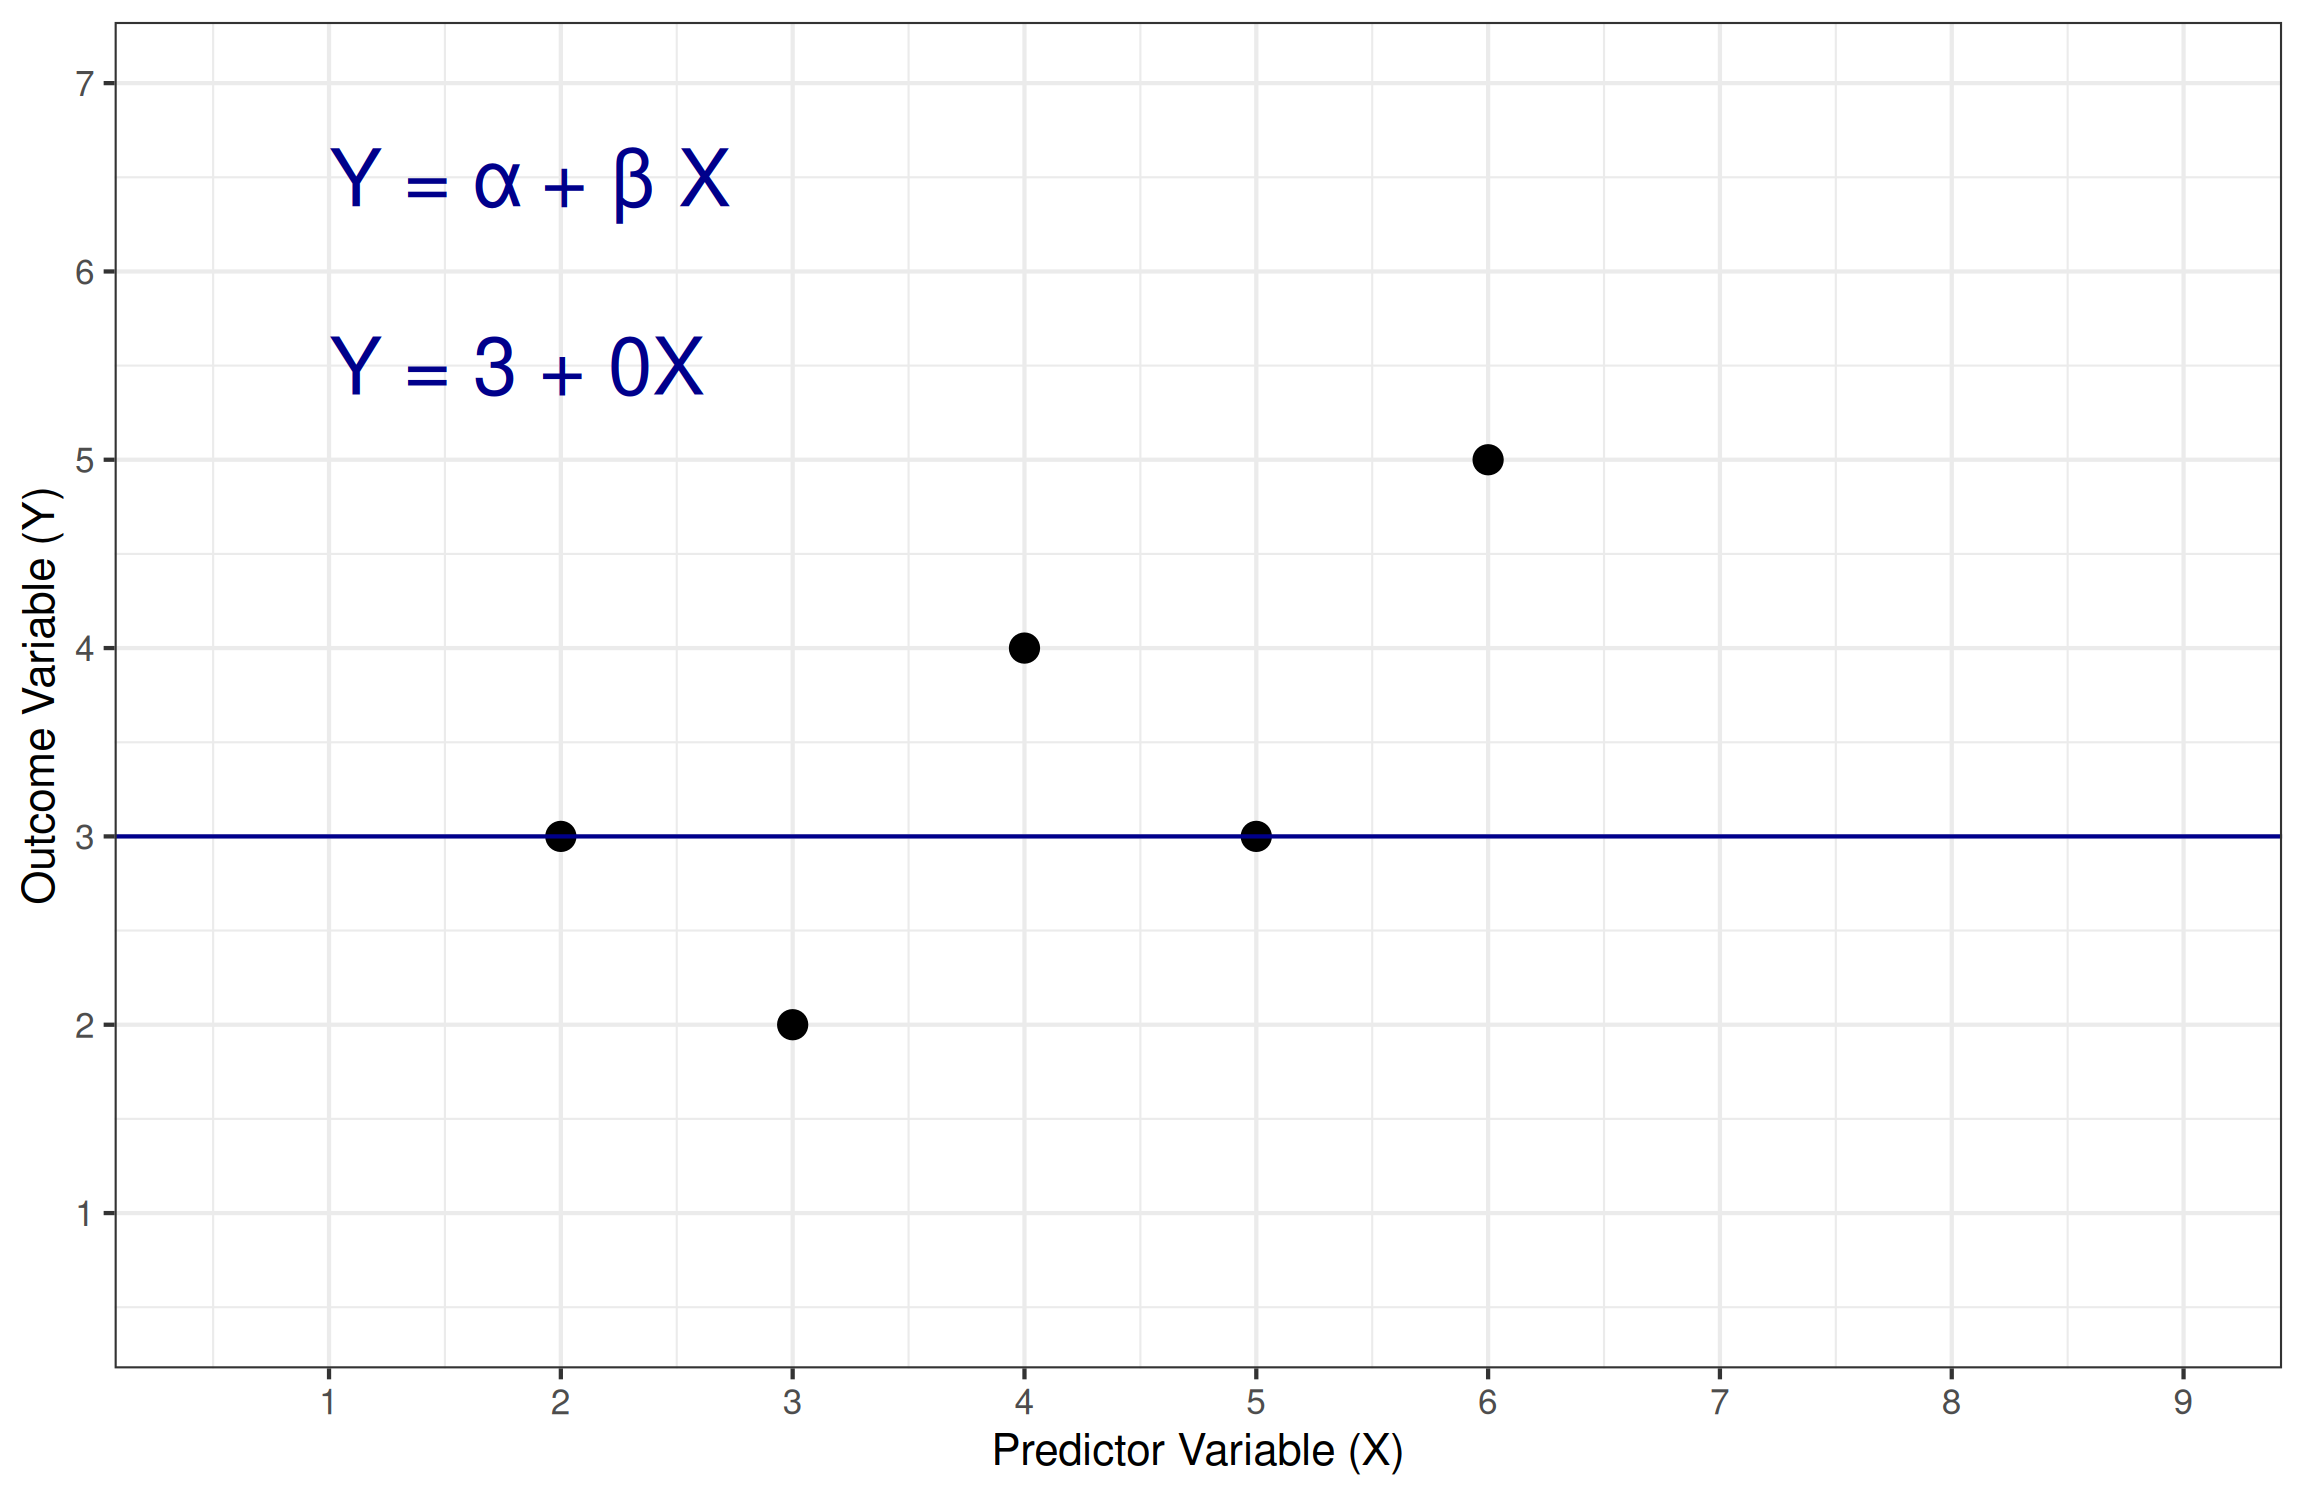 Y = α + β X
Y = 3 + 0X
7
6
5
4
3
2
1
Outcome Variable (Y)
1 2 3 4 5 6 7 8 9
Predictor Variable (X)